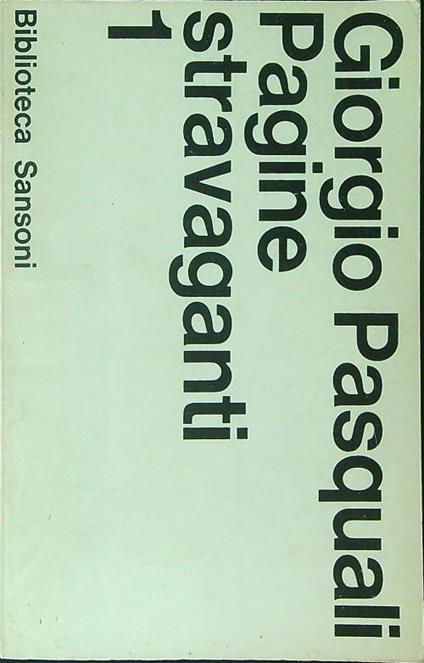 Giorgio Pasquali
Pagine
stravaganti
1
Biblioteca Sansoni